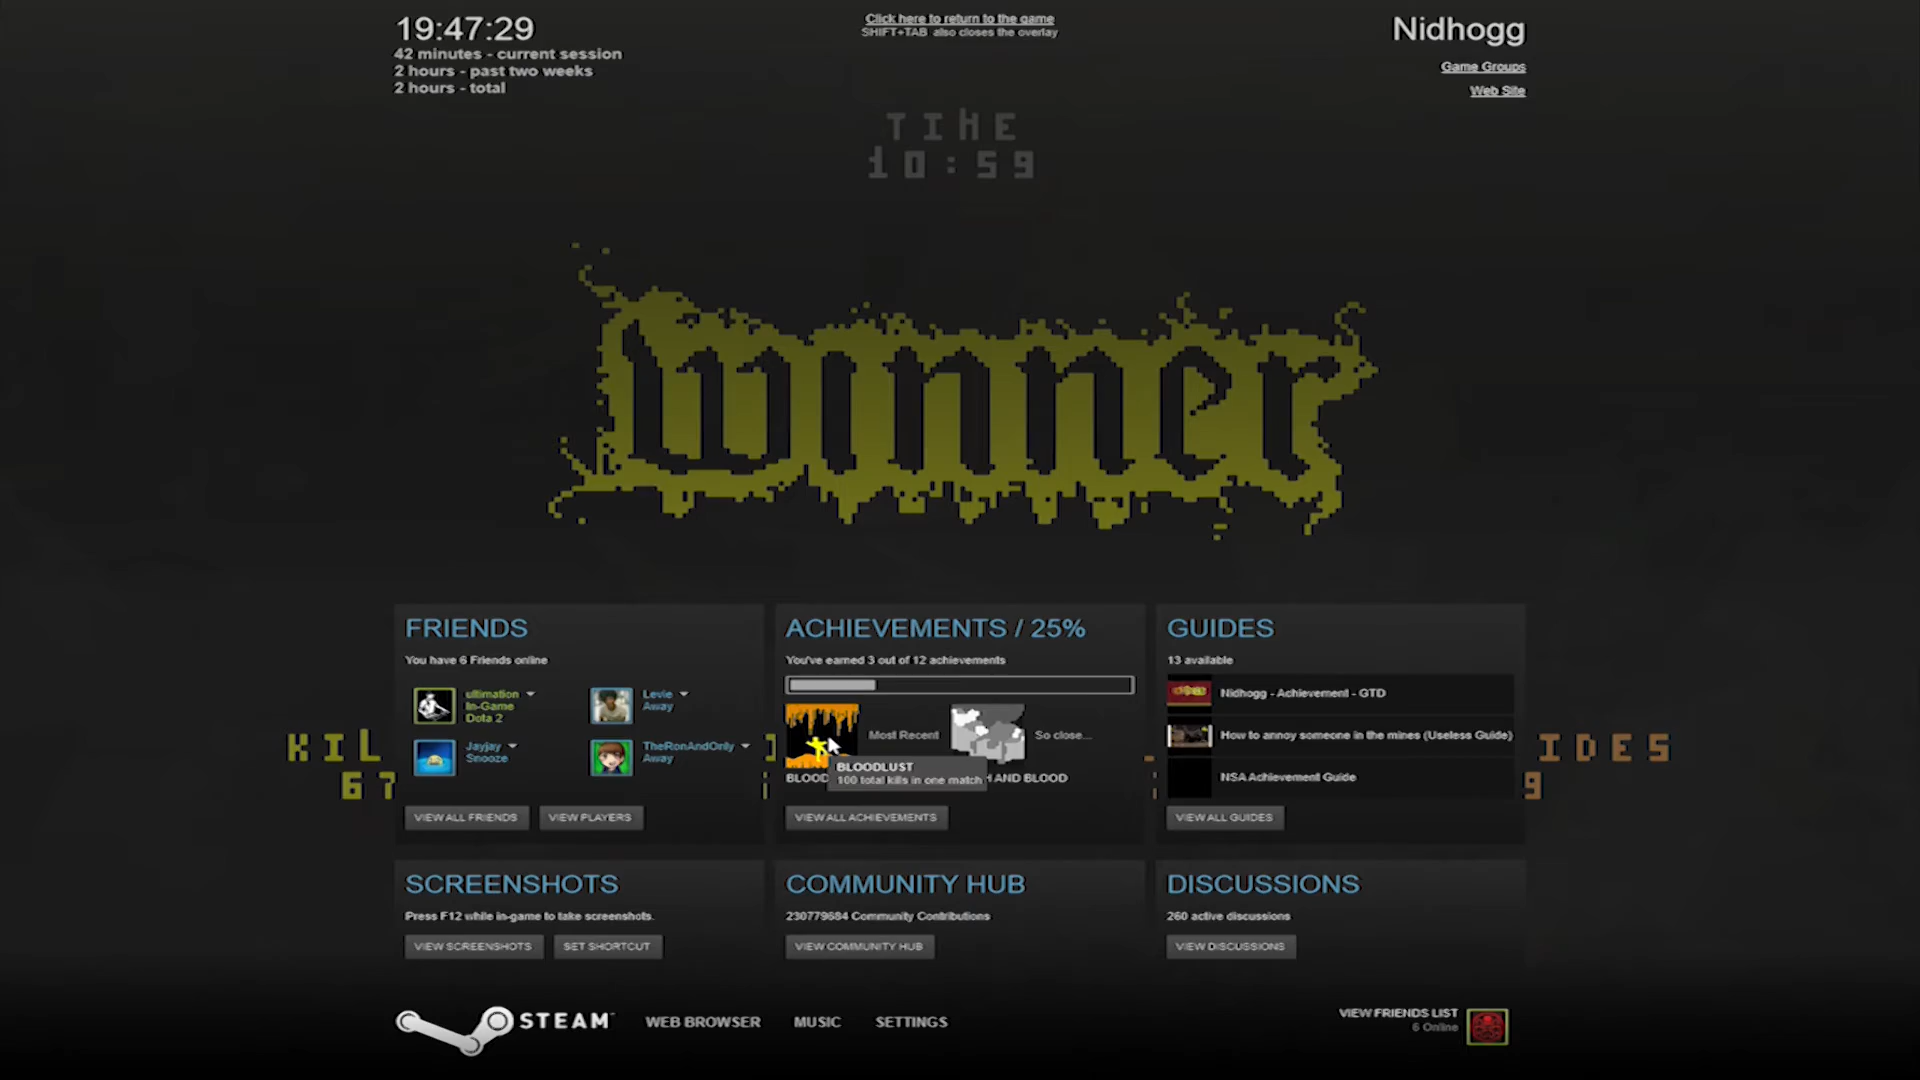 19:47:29
42 minutes - current session
2 hours - past two weeks
2 hours - total
Click here to return to the game
SHIFT+TAB also closes the overlay
Nidhogg
Game Groups
Web Site
TIME
10:59
winner
FRIENDS
You have 6 Friends online
ultimation
In-Game
Dota 2
Levie
Away
Jayjay
Snooze
TheRonAndOnly
Away
VIEW ALL FRIENDS
VIEW PLAYERS
ACHIEVEMENTS / 25%
You've earned 3 out of 12 achievements
Most Recent
So close...
BLOODLUST
100 total kills in one match
BLOOD
H AND BLOOD
VIEW ALL ACHIEVEMENTS
GUIDES
13 available
Nidhogg - Achievement - GTD
How to annoy someone in the mines (Useless Guide)
NSA Achievement Guide
VIEW ALL GUIDES
KIL
67
IDES
9
SCREENSHOTS
Press F12 while in-game to take screenshots.
VIEW SCREENSHOTS
SET SHORTCUT
COMMUNITY HUB
230779684 Community Contributions
VIEW COMMUNITY HUB
DISCUSSIONS
260 active discussions
VIEW DISCUSSIONS
STEAM
WEB BROWSER
MUSIC
SETTINGS
VIEW FRIENDS LIST
6 Online